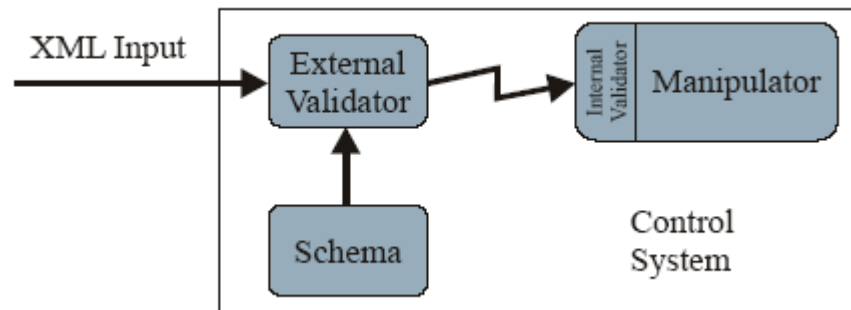 XML Input
External
Validator
Internal
Validator
Manipulator
Schema
Control
System